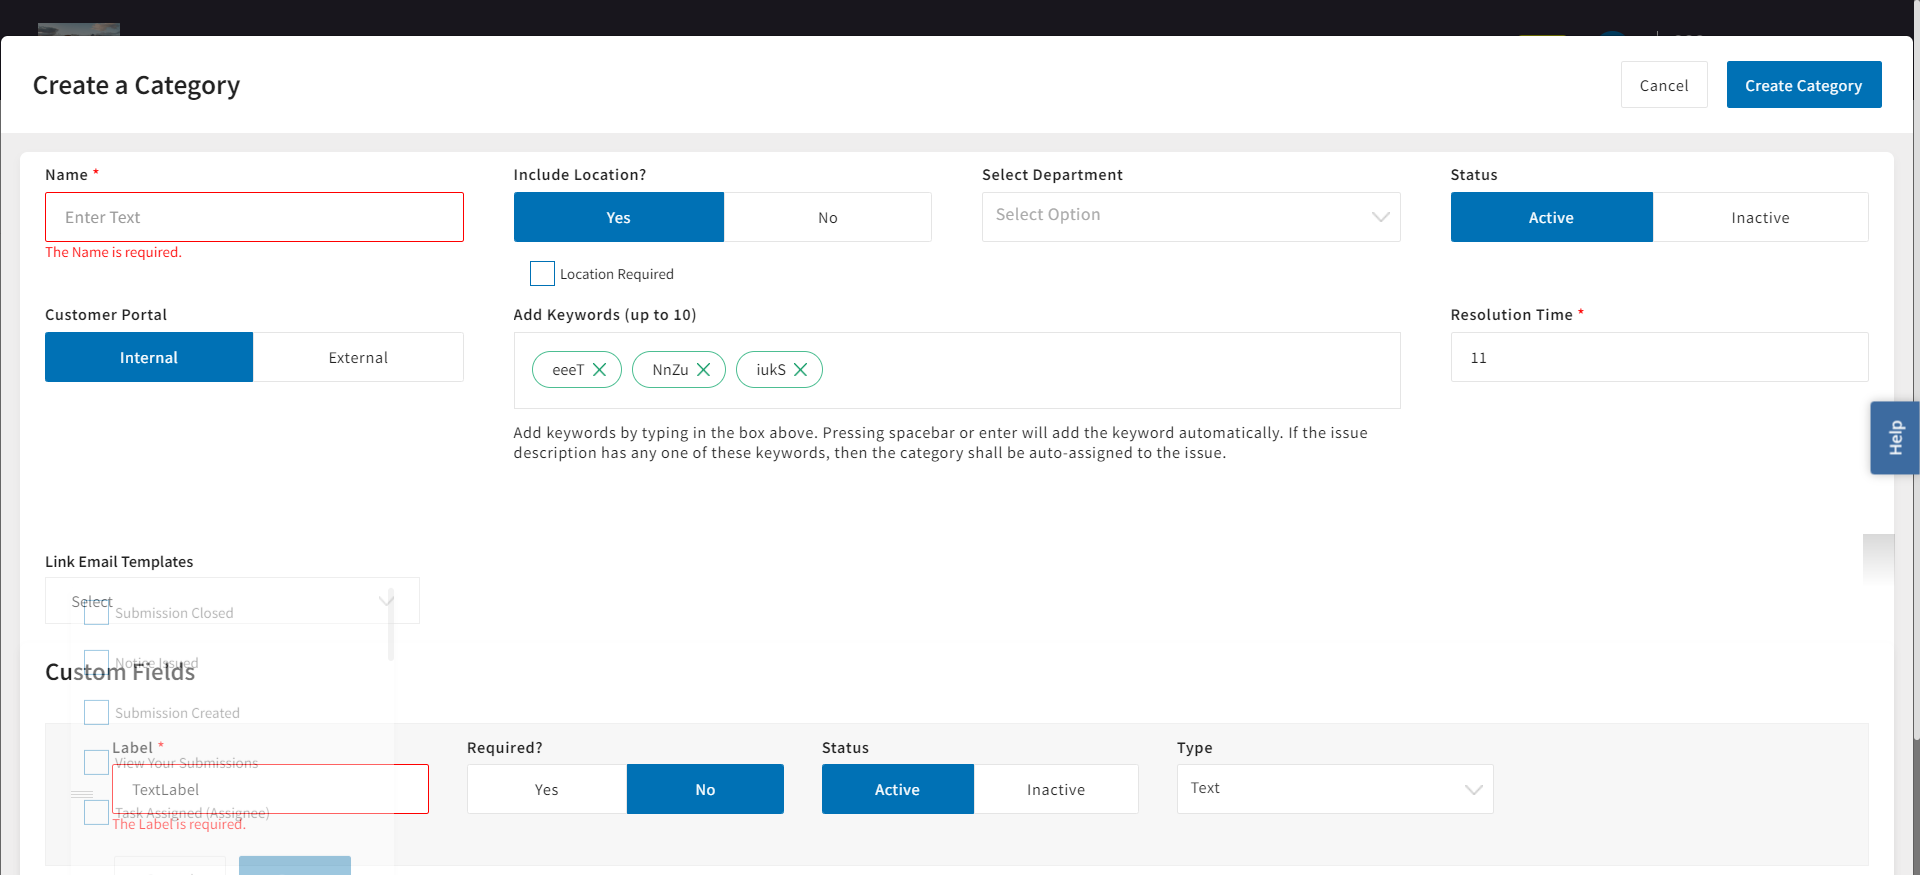 Create a Category
Cancel
Create Category
Name *
Include Location?
Select Department
Status
Enter Text
Yes
No
Select Option
Active
Inactive
The Name is required.
Location Required
Customer Portal
Add Keywords (up to 10)
Resolution Time *
Internal
External
eeeT
NnZu
iukS
11
Add keywords by typing in the box above. Pressing spacebar or enter will add the keyword automatically. If the issue
description has any one of these keywords, then the category shall be auto-assigned to the issue.
Help
Link Email Templates
Select
Submission Closed
Notice Issued
Custom Fields
Submission Created
Label *
Required?
Status
Type
View Your Submissions
TextLabel
Yes
No
Active
Inactive
Text
Task Assigned (Assignee)
The Label is required.